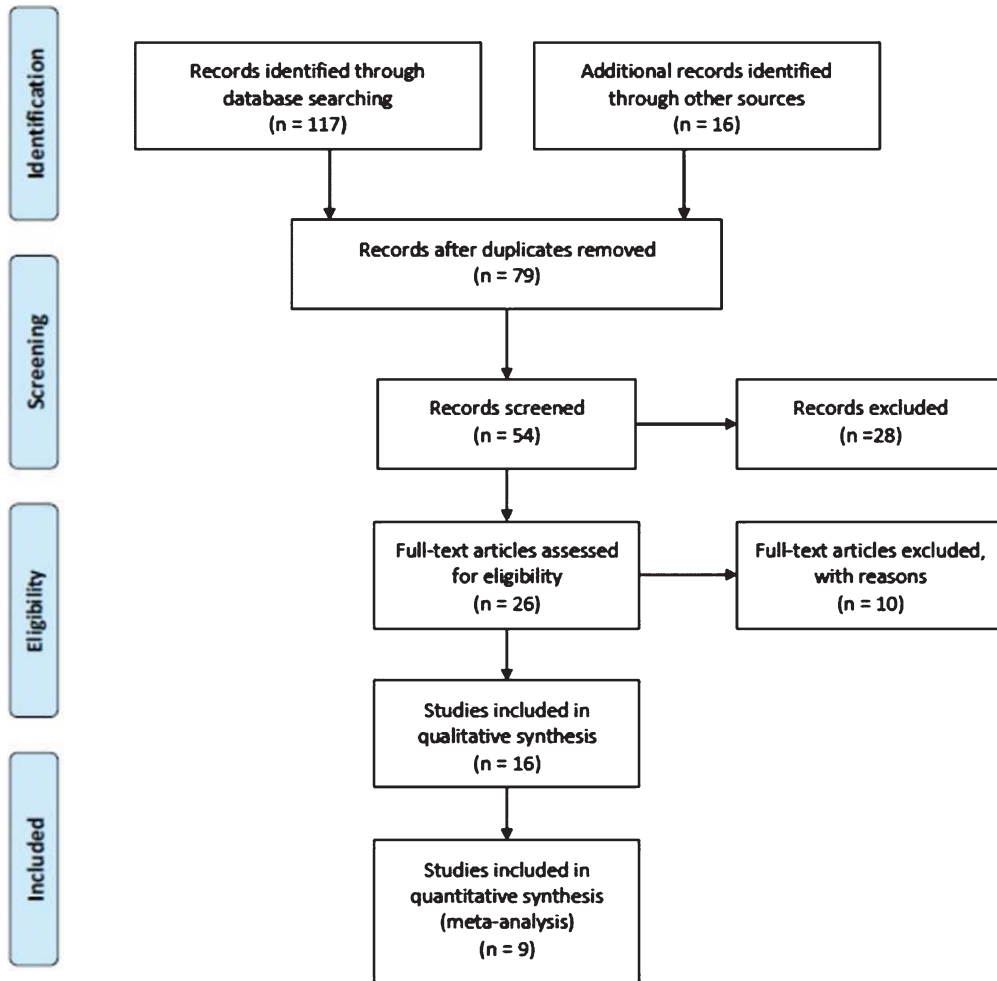 Identification
Records identified through
database searching
(n = 117)
Additional records identified
through other sources
(n = 16)
Records after duplicates removed
(n = 79)
Screening
Records screened
(n = 54)
Records excluded
(n =28)
Eligibility
Full-text articles assessed
for eligibility
(n = 26)
Full-text articles excluded,
with reasons
(n = 10)
Studies included in
qualitative synthesis
(n = 16)
Included
Studies included in
quantitative synthesis
(meta-analysis)
(n = 9)